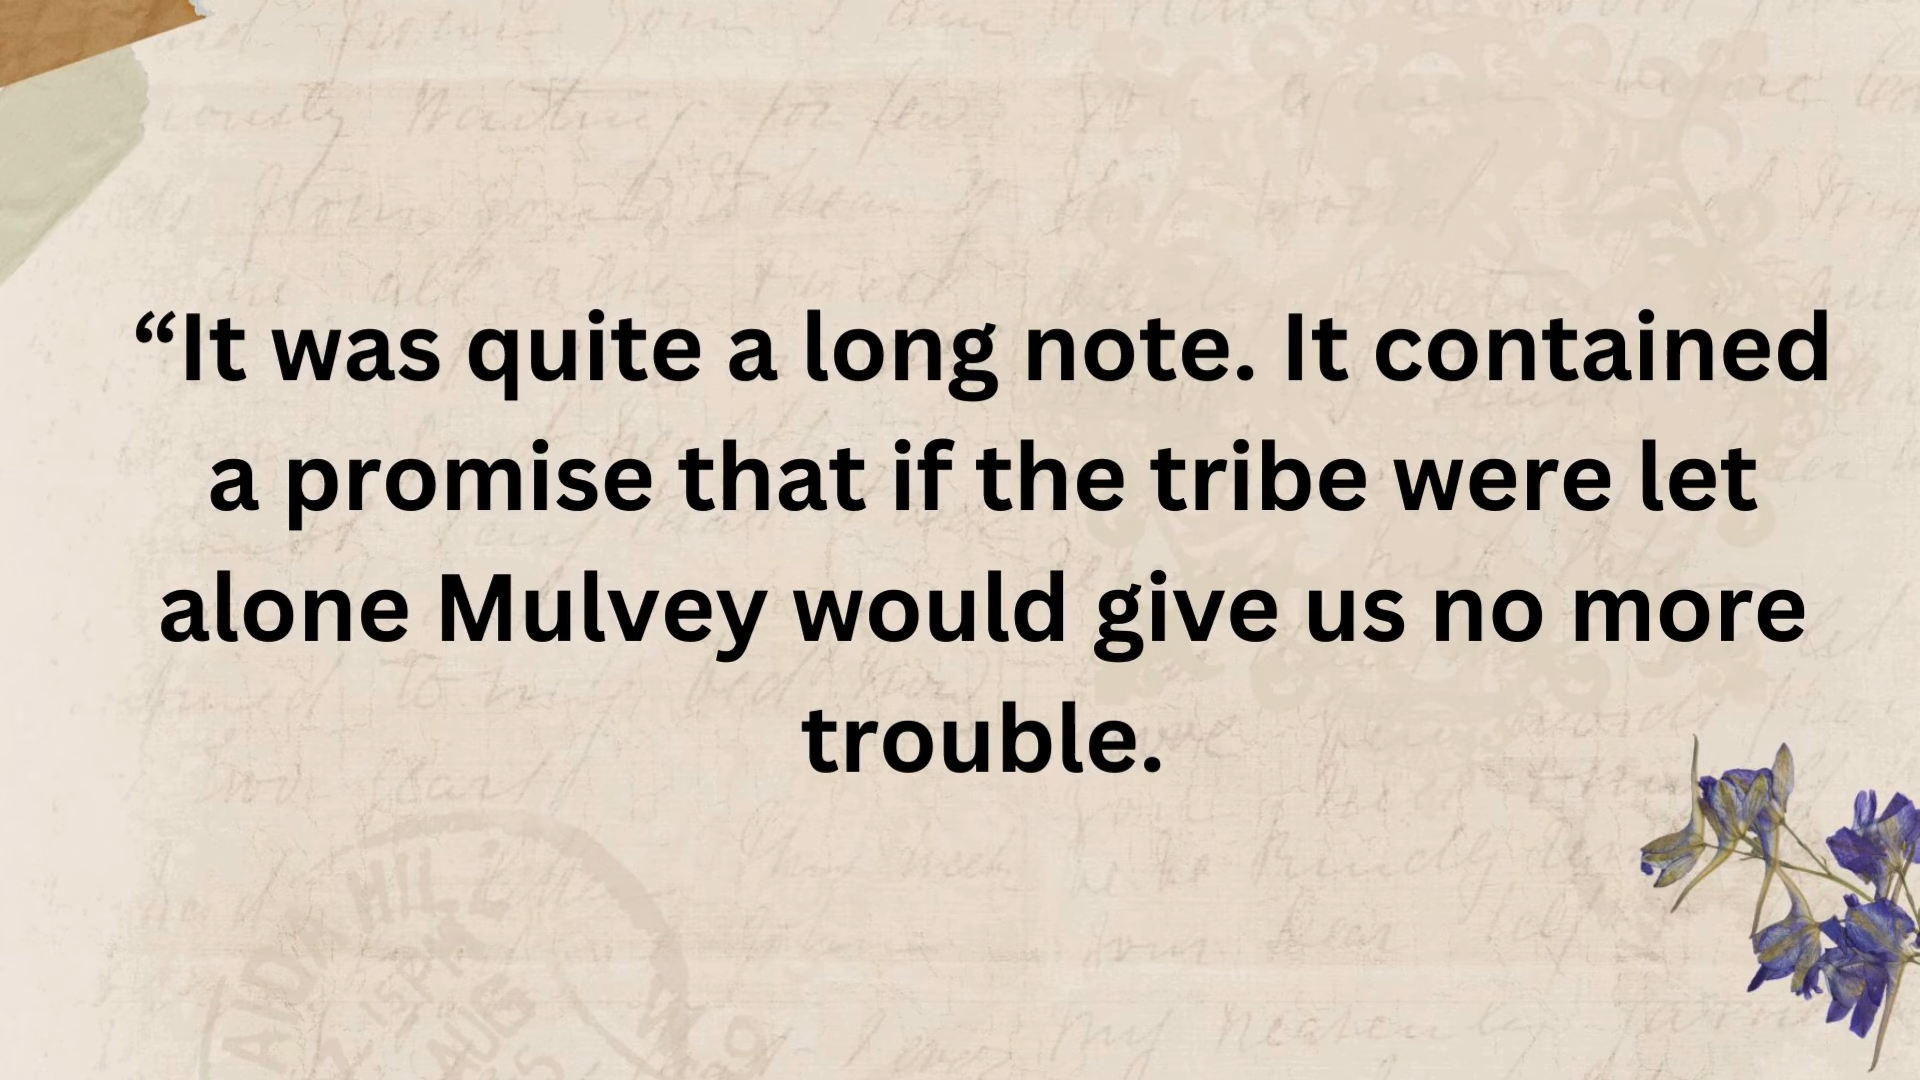 “It was quite a long note. It contained
a promise that if the tribe were let
alone Mulvey would give us no more
trouble.